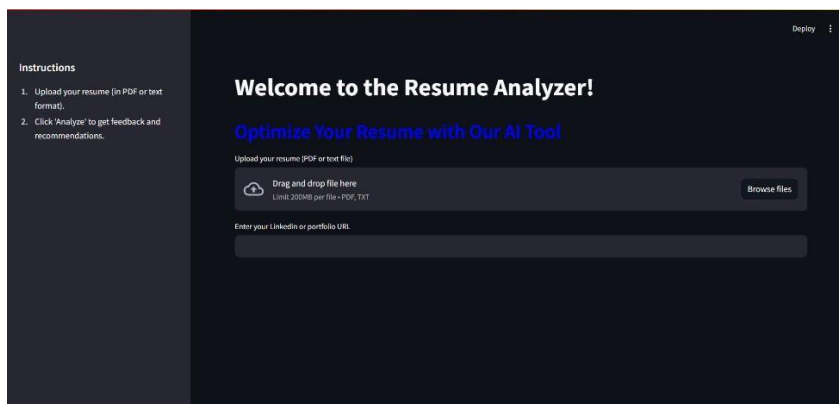 Deploy
Instructions
1. Upload your resume (in PDF or text
format).
2. Click 'Analyze' to get feedback and
recommendations.
Welcome to the Resume Analyzer!
Optimize Your Resume with Our AI Tool
Upload your resume (PDF or text file)
Drag and drop file here
Limit 200MB per file • PDF, TXT
Browse files
Enter your Linkedin or portfolio URL